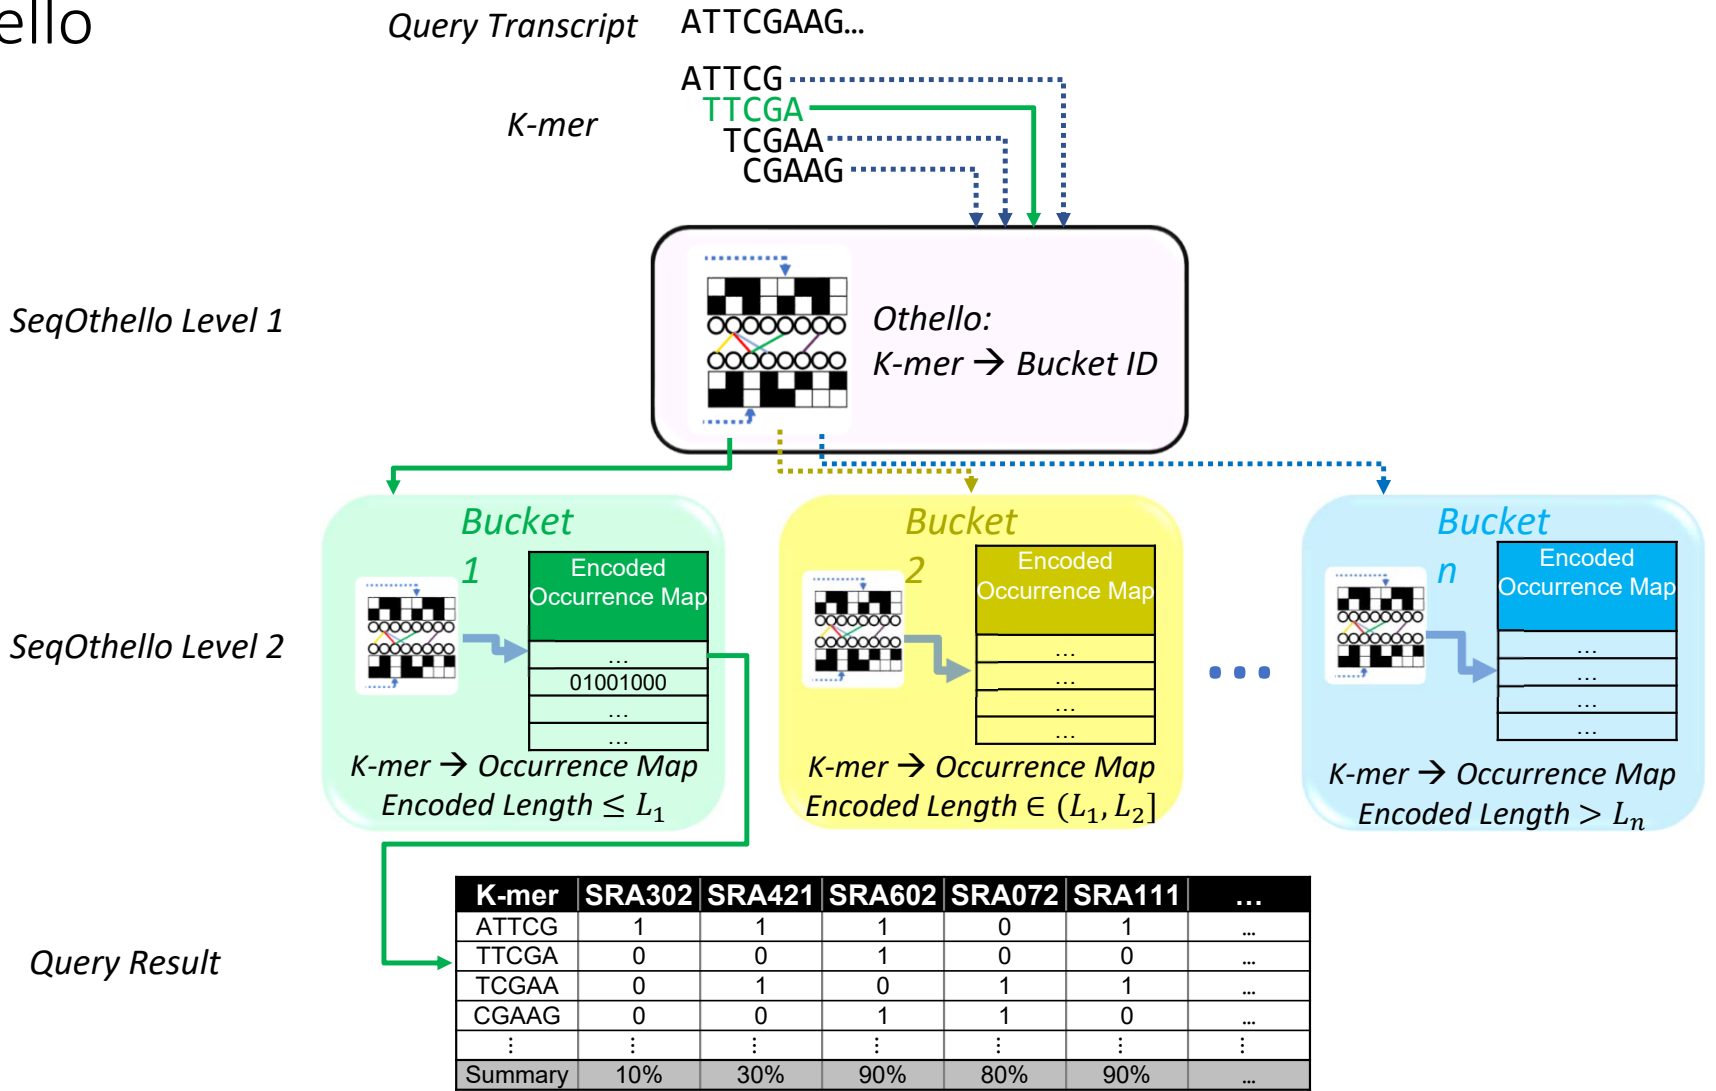 ello
Query Transcript ATTCGAAG…
K-mer
ATTCG
TTCGA
TCGAA
CGAAG
SeqOthello Level 1
Othello:
K-mer → Bucket ID
SeqOthello Level 2
Bucket
1
Encoded
Occurrence Map
...
01001000
...
...
K-mer → Occurrence Map
Encoded Length ≤ L₁
Bucket
2
Encoded
Occurrence Map
...
...
...
...
K-mer → Occurrence Map
Encoded Length ∈ (L₁, L₂]
...
Bucket
n
Encoded
Occurrence Map
...
...
...
...
K-mer → Occurrence Map
Encoded Length > Lₙ
Query Result
K-mer SRA302 SRA421 SRA602 SRA072 SRA111 ...
ATTCG 1 1 1 0 1 ...
TTCGA 0 0 1 0 0 ...
TCGAA 0 1 0 1 1 ...
CGAAG 0 0 1 1 0 ...
⋮ ⋮ ⋮ ⋮ ⋮ ⋮ ⋮
Summary 10% 30% 90% 80% 90% ...